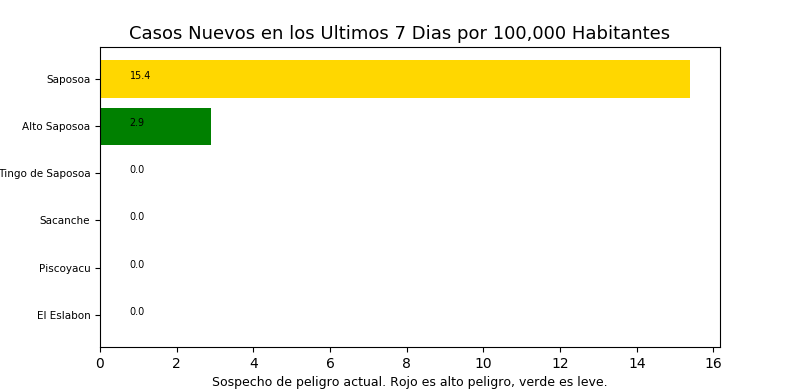 Casos Nuevos en los Ultimos 7 Dias por 100,000 Habitantes
Saposoa 15.4
Alto Saposoa 2.9
Tingo de Saposoa 0.0
Sacanche 0.0
Piscoyacu 0.0
El Eslabon 0.0
0 2 4 6 8 10 12 14 16
Sospecho de peligro actual. Rojo es alto peligro, verde es leve.